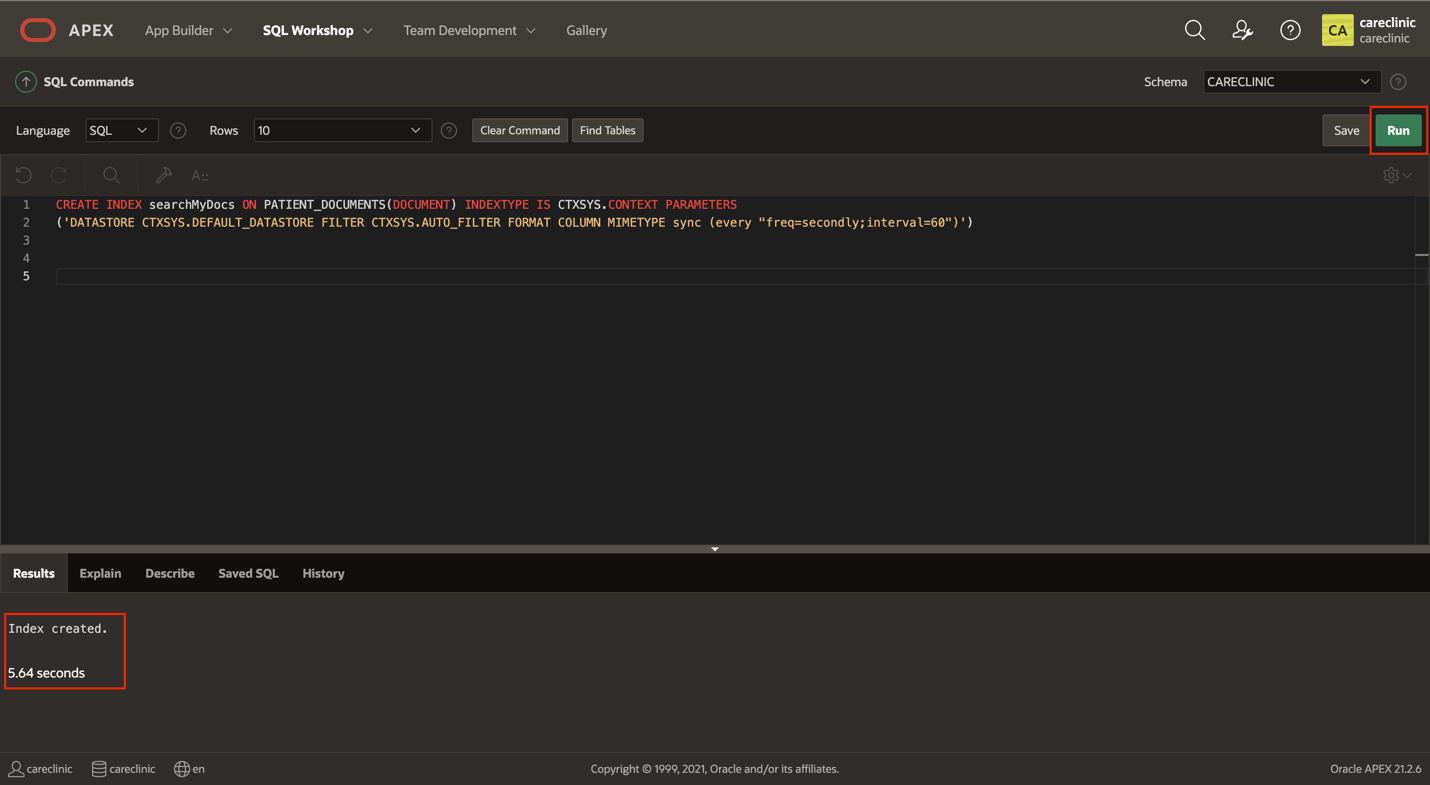 APEX App Builder SQL Workshop Team Development Gallery CA careclinic
careclinic
SQL Commands Schema CARECLINIC
Language SQL Rows 10 Clear Command Find Tables Save Run
A::
1 CREATE INDEX searchMyDocs ON PATIENT_DOCUMENTS(DOCUMENT) INDEXTYPE IS CTXSYS.CONTEXT PARAMETERS
2 ('DATASTORE CTXSYS.DEFAULT_DATASTORE FILTER CTXSYS.AUTO_FILTER FORMAT COLUMN MIMETYPE sync (every "freq=secondly;interval=60")')
3
4
5
Results Explain Describe Saved SQL History
Index created.
5.64 seconds
careclinic careclinic en Copyright © 1999, 2021, Oracle and/or its affiliates. Oracle APEX 21.2.6